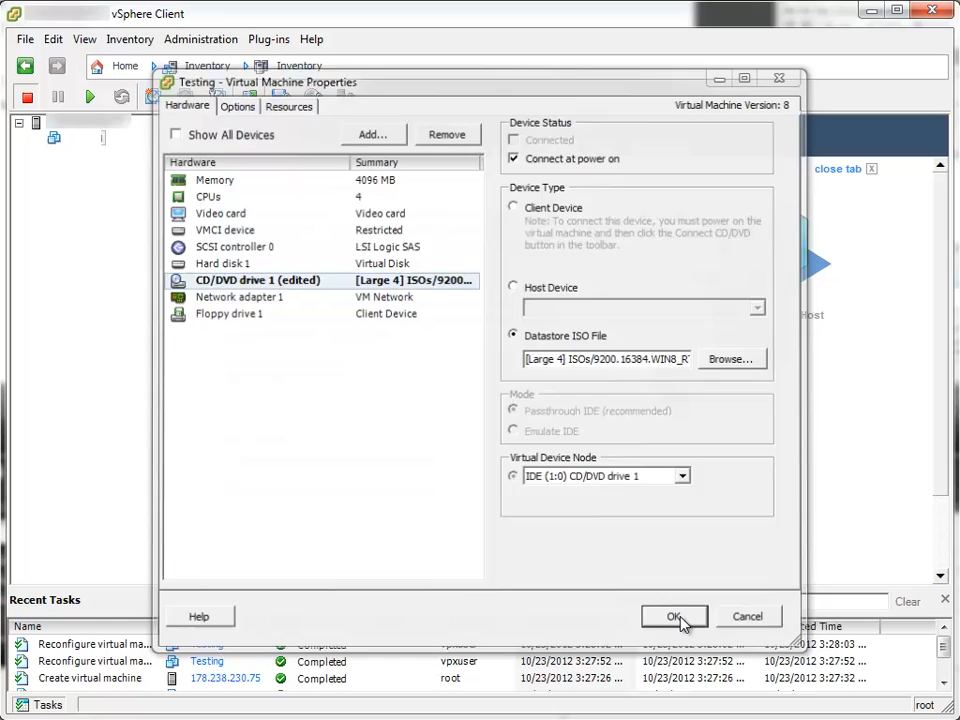 vSphere Client
File Edit View Inventory Administration Plug-ins Help
Home Inventory Inventory
Testing - Virtual Machine Properties
Hardware Options Resources Virtual Machine Version: 8
Show All Devices Add... Remove
Hardware Summary
Memory 4096 MB
CPUs 4
Video card Video card
VMCI device Restricted
SCSI controller 0 LSI Logic SAS
Hard disk 1 Virtual Disk
CD/DVD drive 1 (edited) [Large 4] ISOs/9200...
Network adapter 1 VM Network
Floppy drive 1 Client Device
Device Status
Connected
Connect at power on
Device Type
Client Device
Note: To connect this device, you must power on the
virtual machine and then click the Connect CD/DVD
button in the toolbar.
Host Device
Datastore ISO File
[Large 4] ISOs/9200.16384.WIN8_R Browse...
Mode
Passthrough IDE (recommended)
Emulate IDE
Virtual Device Node
IDE (1:0) CD/DVD drive 1
Help OK Cancel
close tab X
Host
Recent Tasks Clear
Name ed Time
Reconfigure virtual ma... Completed 10/23/2012 3:28:03
Reconfigure virtual ma... Testing Completed vpxuser 10/23/2012 3:27:52 10/23/2012 3:27:52 10/23/2012 3:27:52
Create virtual machine 178.238.230.75 Completed root 10/23/2012 3:27:26 10/23/2012 3:27:26 10/23/2012 3:27:32
Tasks root